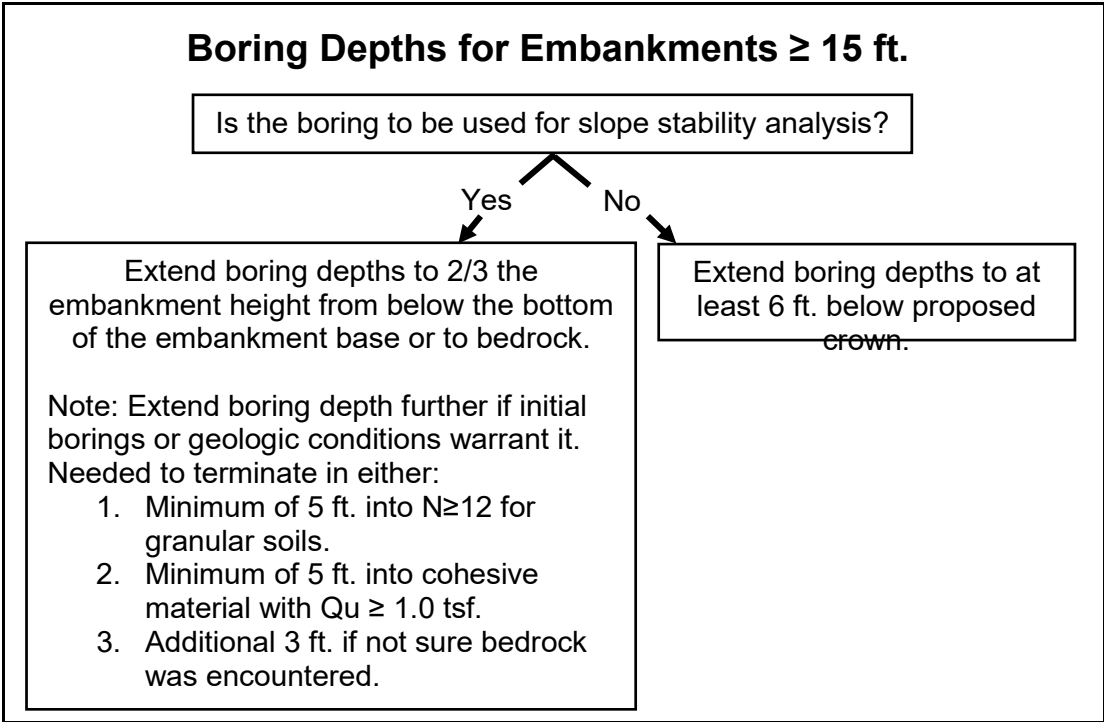 Boring Depths for Embankments ≥ 15 ft.
Is the boring to be used for slope stability analysis?
Yes
No
Extend boring depths to 2/3 the
embankment height from below the bottom
of the embankment base or to bedrock.
Note: Extend boring depth further if initial
borings or geologic conditions warrant it.
Needed to terminate in either:
1. Minimum of 5 ft. into N≥12 for
granular soils.
2. Minimum of 5 ft. into cohesive
material with Qu ≥ 1.0 tsf.
3. Additional 3 ft. if not sure bedrock
was encountered.
Extend boring depths to at
least 6 ft. below proposed
crown.